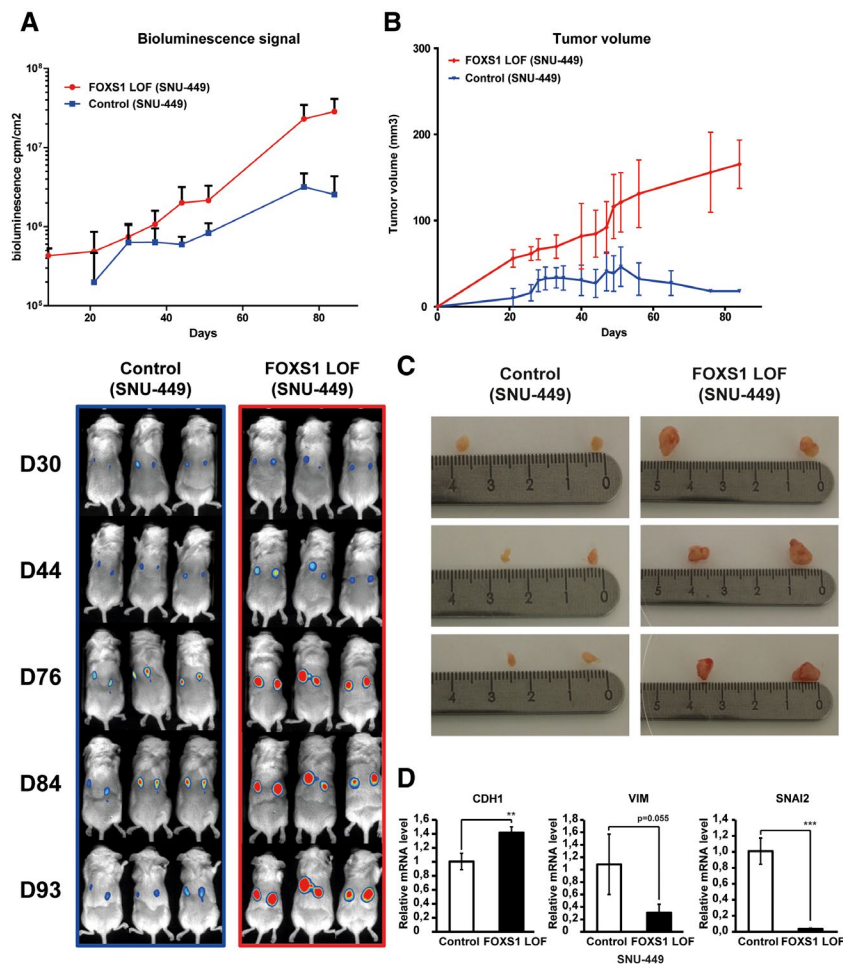 A
Bioluminescence signal
bioluminescence cpm/cm2
10^8
10^7
10^6
10^5
FOXS1 LOF (SNU-449)
Control (SNU-449)
20 40 60 80
Days
B
Tumor volume
Tumor volume (mm3)
300
200
100
0
FOXS1 LOF (SNU-449)
Control (SNU-449)
0 20 40 60 80
Days
Control
(SNU-449)
FOXS1 LOF
(SNU-449)
D30
D44
D76
D84
D93
C
Control
(SNU-449)
FOXS1 LOF
(SNU-449)
4 3 2 1 0
5 4 3 2 1 0
4 3 2 1 0
5 4 3 2 1 0
4 3 2 1 0
5 4 3 2 1 0
D
CDH1
Relative mRNA level
1,6
1,4
1,2
1
0,8
0,6
0,4
0,2
0
**
Control FOXS1 LOF
VIM
Relative mRNA level
1,8
1,6
1,4
1,2
1
0,8
0,6
0,4
0,2
0
p=0.055
Control FOXS1 LOF
SNU-449
SNAI2
Relative mRNA level
1,4
1,2
1,0
0,8
0,6
0,4
0,2
0,0
***
Control FOXS1 LOF